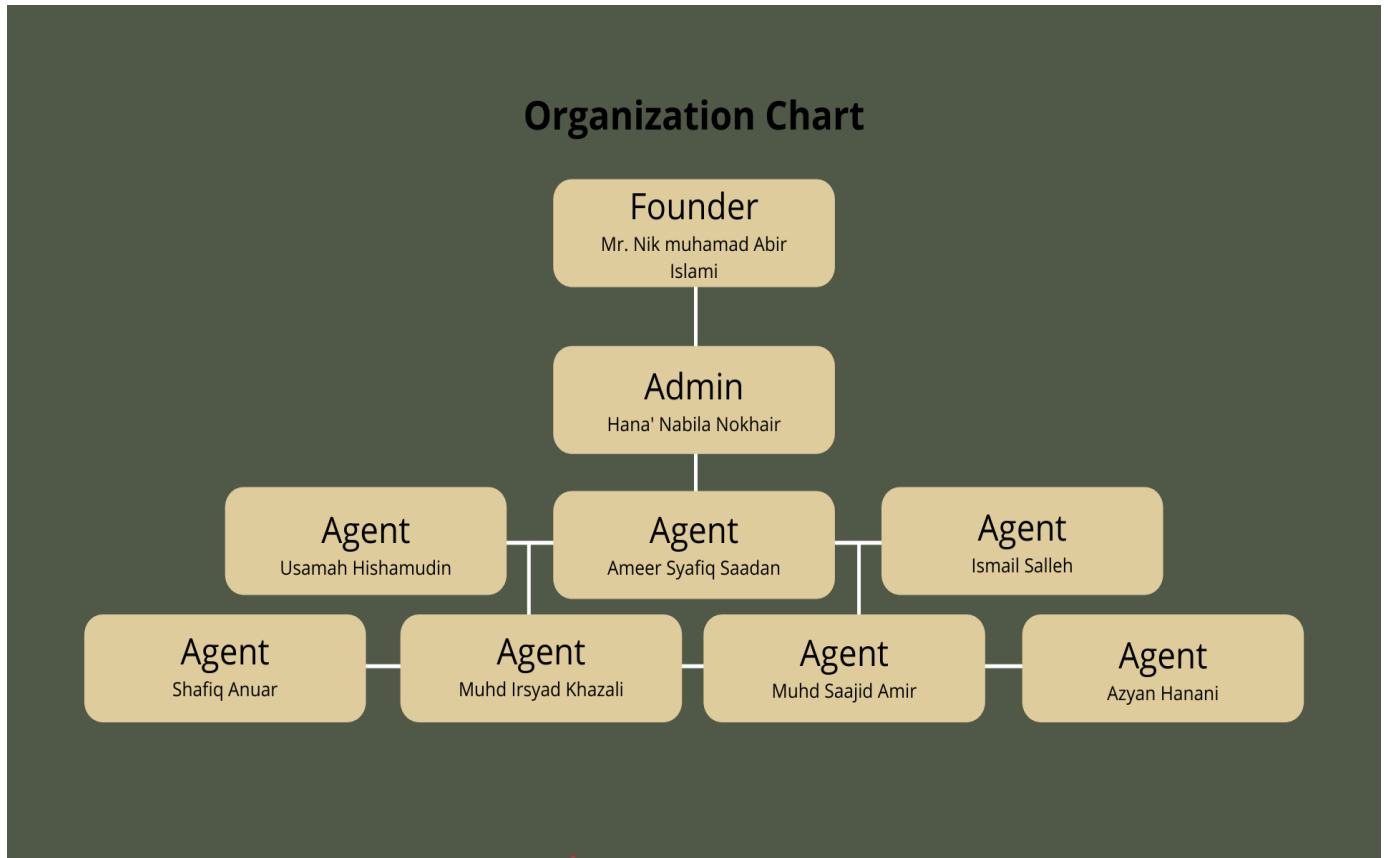 Organization Chart
Founder
Mr. Nik muhamad Abir
Islami
Admin
Hana' Nabila Nokhair
Agent
Usamah Hishamudin
Agent
Ameer Syafiq Saadan
Agent
Ismail Salleh
Agent
Shafiq Anuar
Agent
Muhd Irsyad Khazali
Agent
Muhd Saajid Amir
Agent
Azyan Hanani